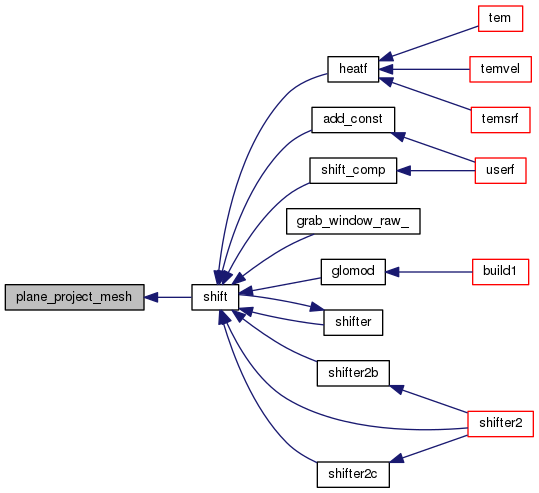 tem
heatf
temvel
temsrf
add_const
shift_comp
userf
grab_window_raw_
glomod
build1
plane_project_mesh
shift
shifter
shifter2b
shifter2
shifter2c